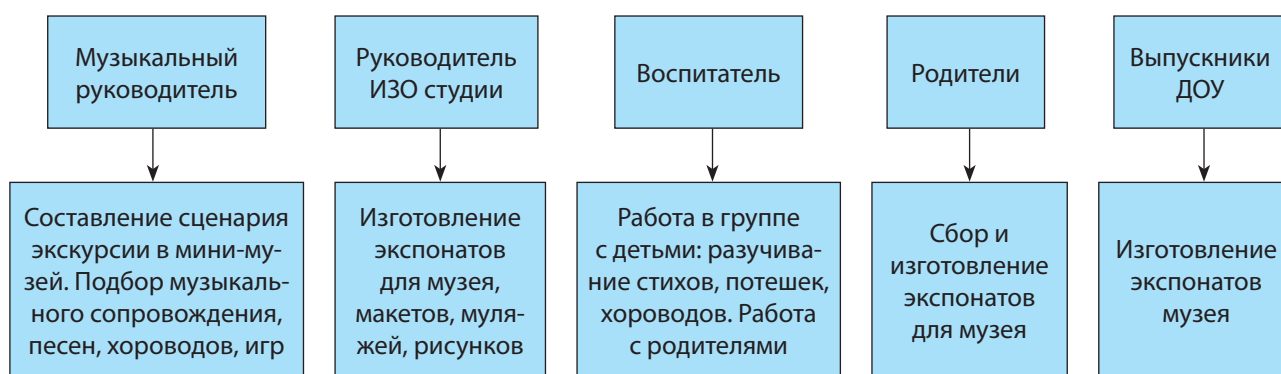 Музыкальный
руководитель
Руководитель
ИЗО студии
Воспитатель
Родители
Выпускники
ДОУ
Составление сценария
экскурсии в мини-му-
зей. Подбор музыкаль-
ного сопровождения,
песен, хороводов, игр
Изготовление
экспонатов
для музея,
макетов, муля-
жей, рисунков
Работа в группе
с детьми: разучива-
ние стихов, потешек,
хороводов. Работа
с родителями
Сбор и
изготовление
экспонатов
для музея
Изготовление
экспонатов
музея